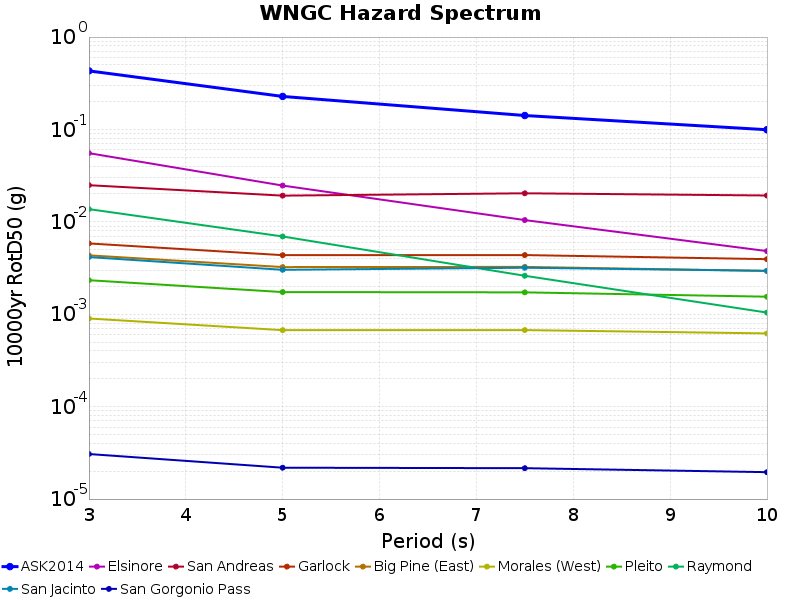 WNGC Hazard Spectrum
10000yr RotD50 (g)
10^0
10^-1
10^-2
10^-3
10^-4
10^-5
3 4 5 6 7 8 9 10
Period (s)
ASK2014 Elsinore San Andreas Garlock Big Pine (East) Morales (West) Pleito Raymond
San Jacinto San Gorgonio Pass